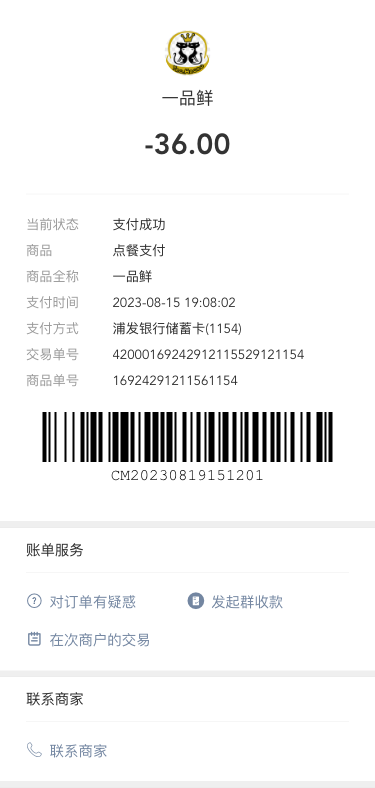 一品鲜
-36.00
当前状态 支付成功
商品 点餐支付
商品全称 一品鲜
支付时间 2023-08-15 19:08:02
支付方式 浦发银行储蓄卡(1154)
交易单号 42000169242912115529121154
商品单号 16924291211561154
CM20230819151201
账单服务
对订单有疑惑 发起群收款
在次商户的交易
联系商家
联系商家